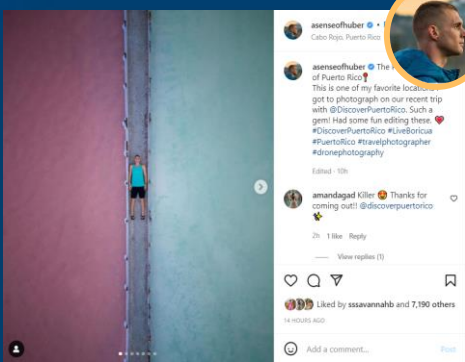 asenseofhuber •
Cabo Rojo, Puerto Rico
asenseofhuber The
of Puerto Rico📍
This is one of my favorite locations I
got to photograph on our recent trip
with @DiscoverPuertoRico. Such a
gem! Had some fun editing these. ❤️
#DiscoverPuertoRico #LiveBoricua
#PuertoRico #travelphotographer
#dronephotography
Edited · 10h
amandagad Killer 😍 Thanks for
coming out!! @discoverpuertorico
2h 1 like Reply
View replies (1)
Liked by sssavannahb and 7,190 others
14 HOURS AGO
Add a comment... Post